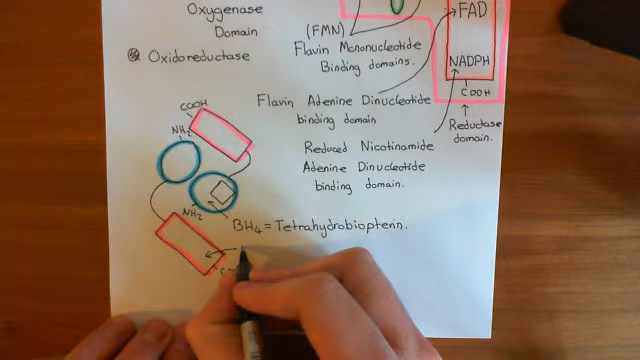 Oxygenase
Domain
Oxidoreductase
(FMN)
Flavin Mononucleotide
Binding domains.
FAD
NADPH
COOH
Reductase
domain.
Flavin Adenine Dinucleotide
binding domain
Reduced Nicotinamide
Adenine Dinucleotide
binding domain.
COOH
NH2
NH2
BH4 = Tetrahydrobiopterin.